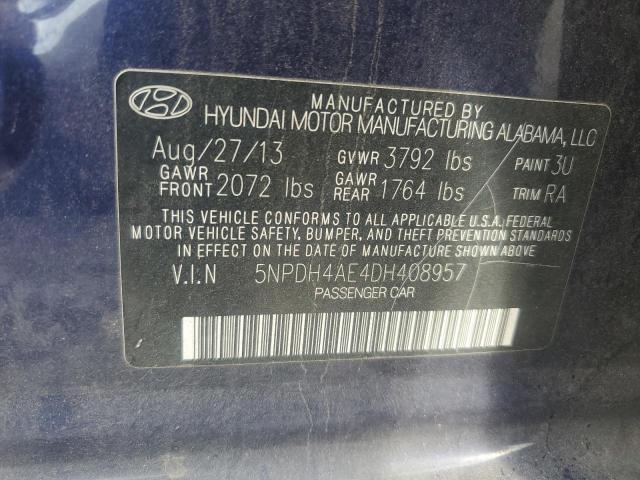 MANUFACTURED BY
HYUNDAI MOTOR MANUFACTURING ALABAMA, LLC
Aug/27/13 GVWR 3792 lbs PAINT 3U
GAWR FRONT 2072 lbs GAWR REAR 1764 lbs TRIM RA
THIS VEHICLE CONFORMS TO ALL APPLICABLE U.S.A. FEDERAL
MOTOR VEHICLE SAFETY, BUMPER, AND THEFT PREVENTION STANDARDS
IN EFFECT ON THE DATE OF MANUFACTURE SHOWN ABOVE
V.I.N 5NPDH4AE4DH408957
PASSENGER CAR